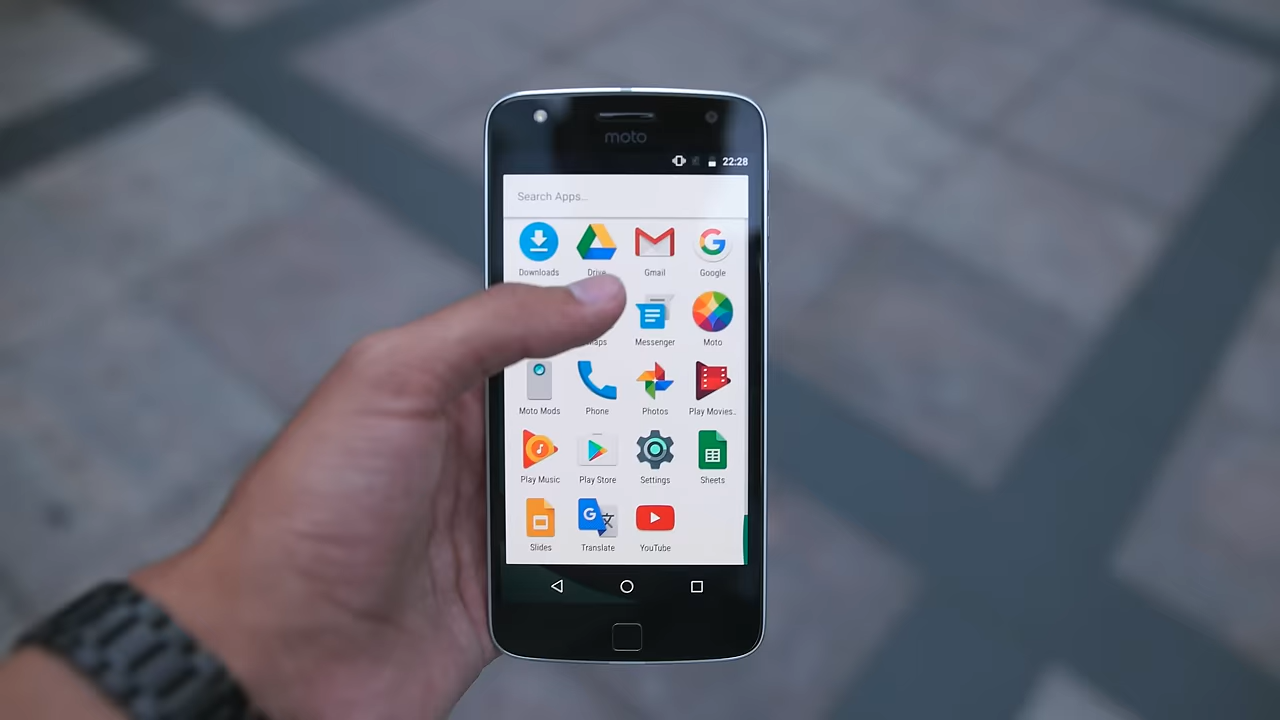 moto
22:28
Search Apps...
Downloads Drive Gmail Google
Messenger Moto
Moto Mods Phone Photos Play Movies..
Play Music Play Store Settings Sheets
Slides Translate YouTube